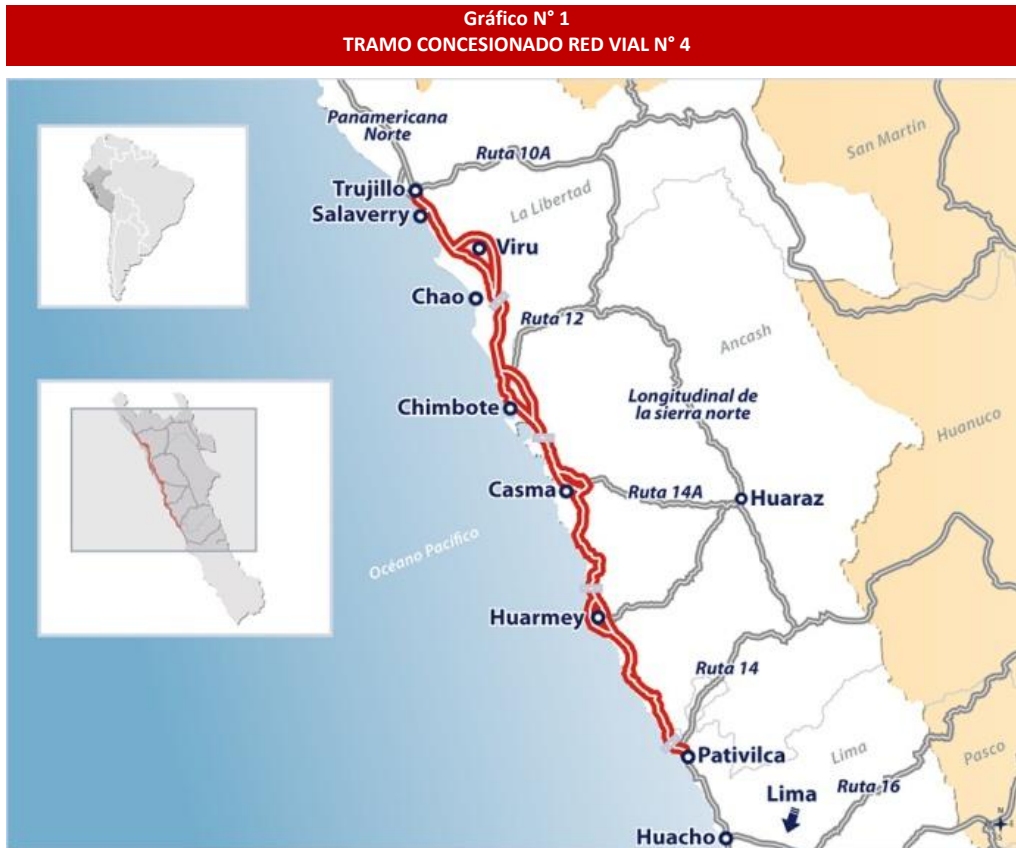 Gráfico N° 1
TRAMO CONCESIONADO RED VIAL N° 4
Panamericana
Norte
Ruta 10A
San Martín
Trujillo
La Libertad
Salaverry
Viru
Chao
Ruta 12
Ancash
Longitudinal de
la sierra norte
Chimbote
Huanuco
Casma
Ruta 14A
Huaraz
Océano Pacífico
Huarmey
Ruta 14
Pativilca
Lima
Pasco
Ruta 16
Lima
Huacho
N